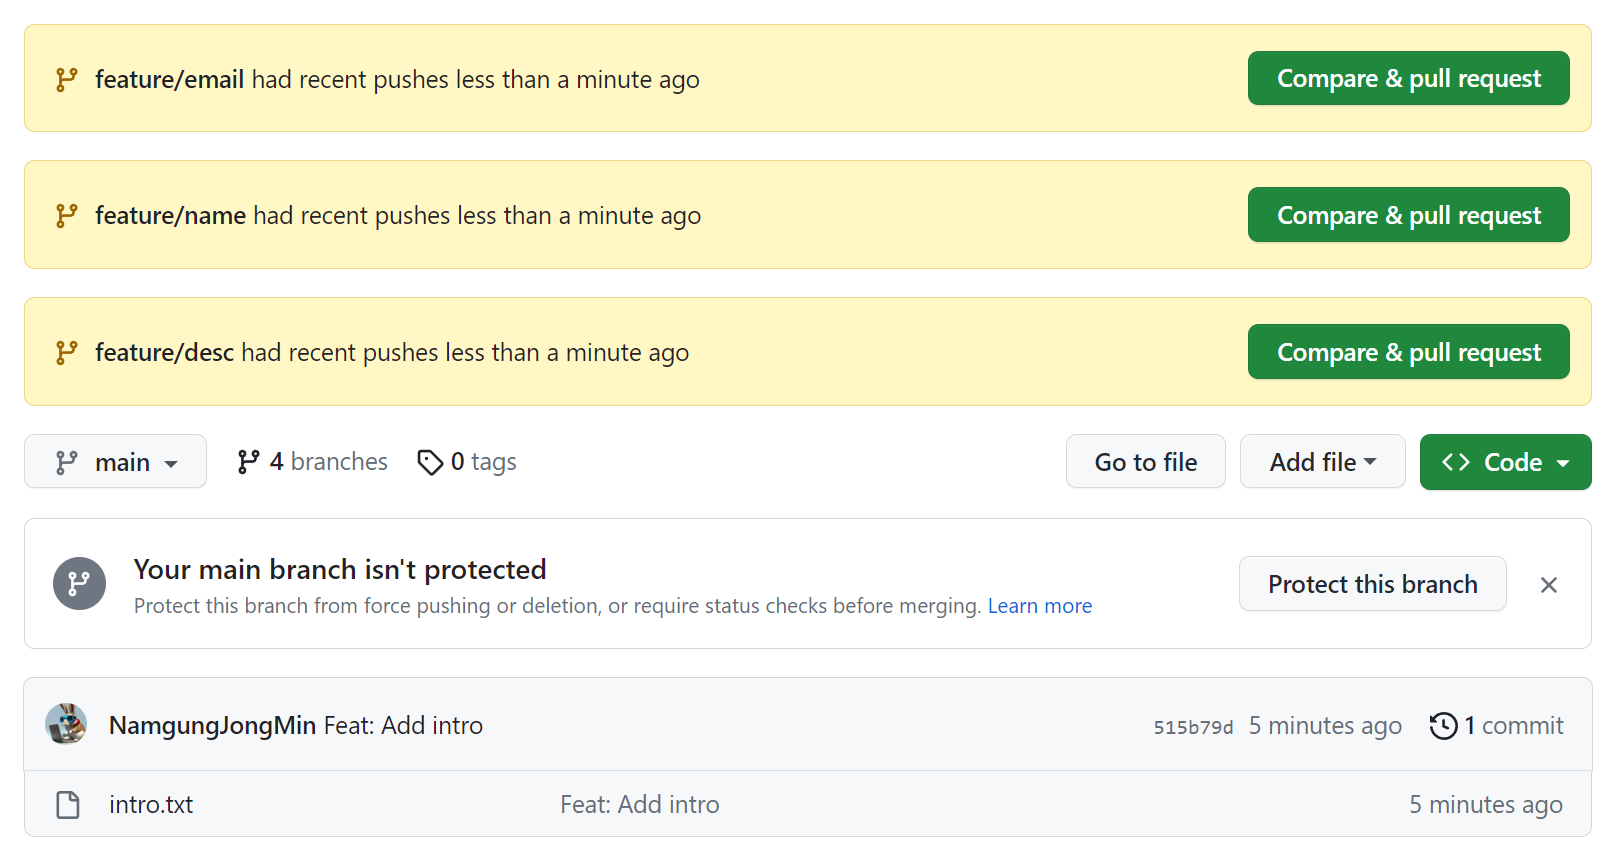 feature/email had recent pushes less than a minute ago Compare & pull request
feature/name had recent pushes less than a minute ago Compare & pull request
feature/desc had recent pushes less than a minute ago Compare & pull request
main 4 branches 0 tags Go to file Add file Code
Your main branch isn't protected
Protect this branch from force pushing or deletion, or require status checks before merging. Learn more
Protect this branch
NamgungJongMin Feat: Add intro 515b79d 5 minutes ago 1 commit
intro.txt Feat: Add intro 5 minutes ago